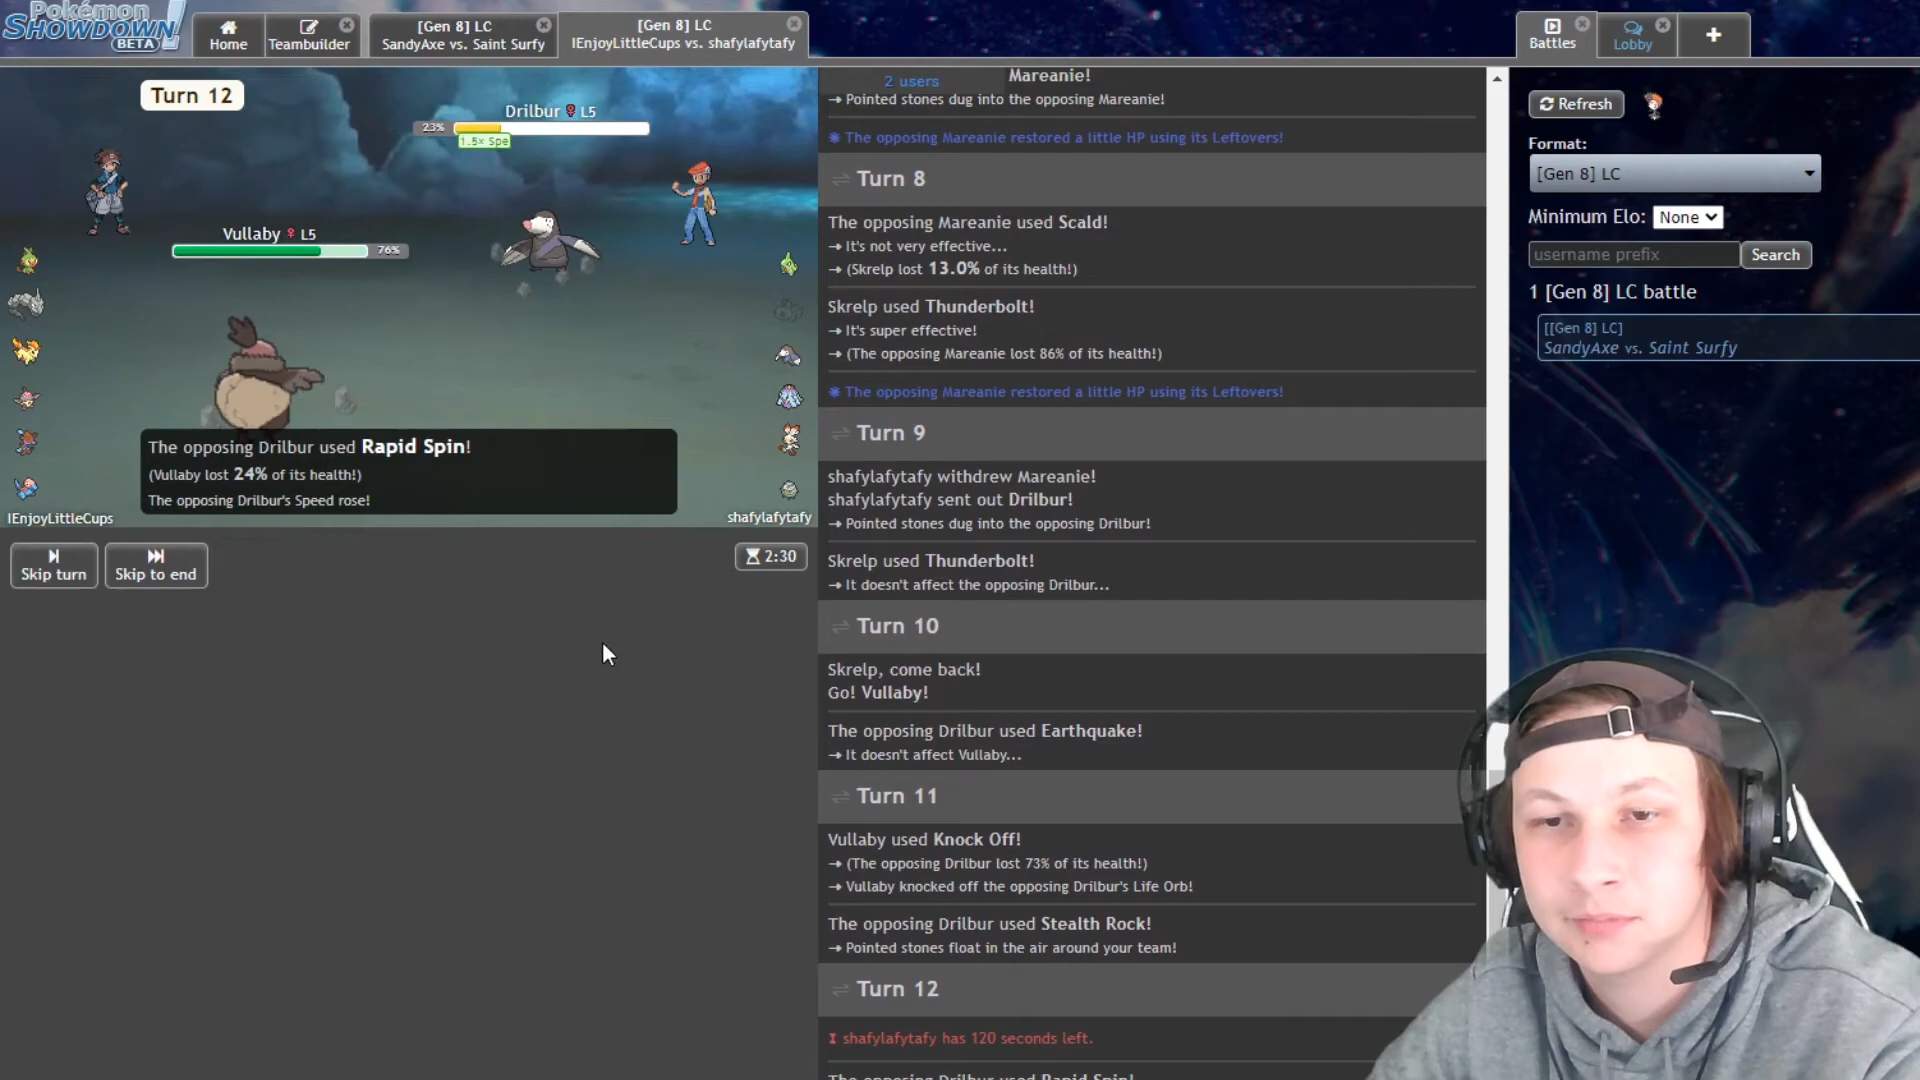 Pokémon
SHOWDOWN!
BETA
Home
Teambuilder
[Gen 8] LC
SandyAxe vs. Saint Surfy
[Gen 8] LC
IEnjoyLittleCups vs. shafylafytafy
Battles
Lobby
Turn 12
Drilbur ♀ L5
23%
1.5× Spe
Vullaby ♀ L5
76%
The opposing Drilbur used Rapid Spin!
(Vullaby lost 24% of its health!)
The opposing Drilbur's Speed rose!
IEnjoyLittleCups
shafylafytafy
Skip turn
Skip to end
2:30
2 users
Mareanie!
→ Pointed stones dug into the opposing Mareanie!
The opposing Mareanie restored a little HP using its Leftovers!
Turn 8
The opposing Mareanie used Scald!
→ It's not very effective...
→ (Skrelp lost 13.0% of its health!)
Skrelp used Thunderbolt!
→ It's super effective!
→ (The opposing Mareanie lost 86% of its health!)
The opposing Mareanie restored a little HP using its Leftovers!
Turn 9
shafylafytafy withdrew Mareanie!
shafylafytafy sent out Drilbur!
→ Pointed stones dug into the opposing Drilbur!
Skrelp used Thunderbolt!
→ It doesn't affect the opposing Drilbur...
Turn 10
Skrelp, come back!
Go! Vullaby!
The opposing Drilbur used Earthquake!
→ It doesn't affect Vullaby...
Turn 11
Vullaby used Knock Off!
→ (The opposing Drilbur lost 73% of its health!)
→ Vullaby knocked off the opposing Drilbur's Life Orb!
The opposing Drilbur used Stealth Rock!
→ Pointed stones float in the air around your team!
Turn 12
shafylafytafy has 120 seconds left.
The opposing Drilbur used Rapid Spin!
Refresh
Format:
[Gen 8] LC
Minimum Elo: None
username prefix
Search
1 [Gen 8] LC battle
[[Gen 8] LC]
SandyAxe vs. Saint Surfy